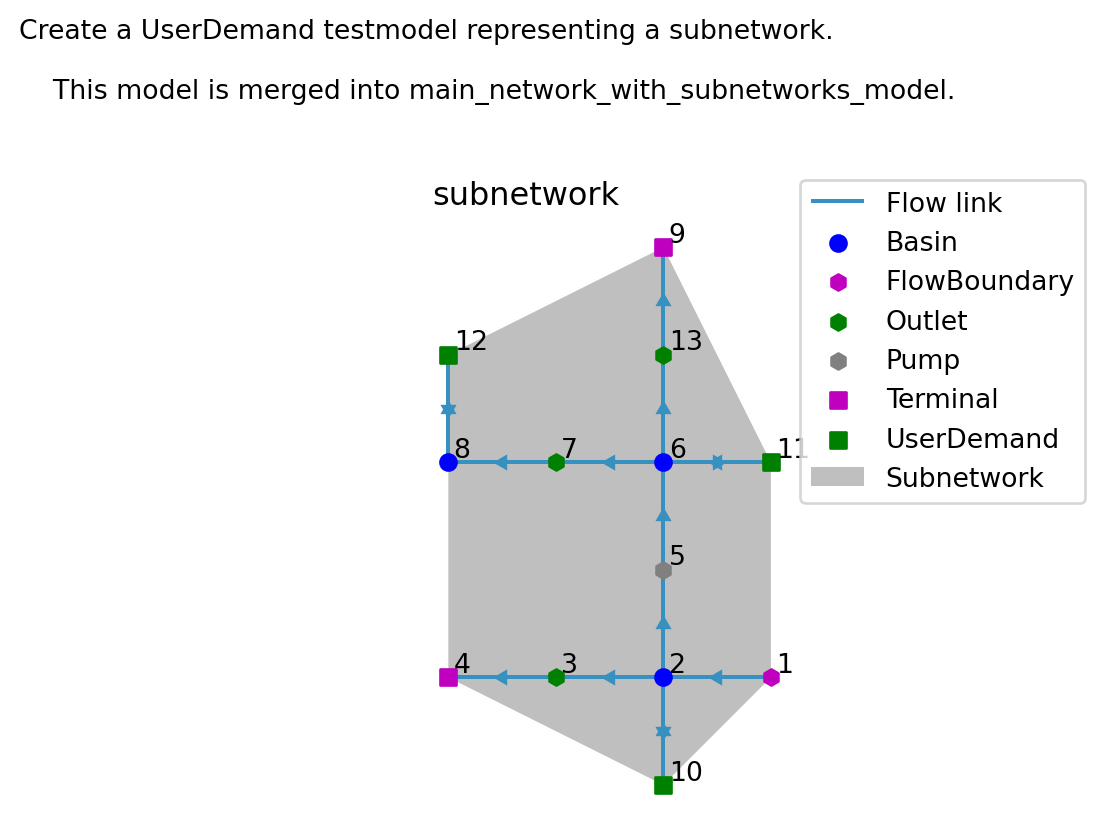 Create a UserDemand testmodel representing a subnetwork.
This model is merged into main_network_with_subnetworks_model.
subnetwork
Flow link
Basin
FlowBoundary
Outlet
Pump
Terminal
UserDemand
Subnetwork
9
12
13
8
7
6
11
5
4
3
2
1
10